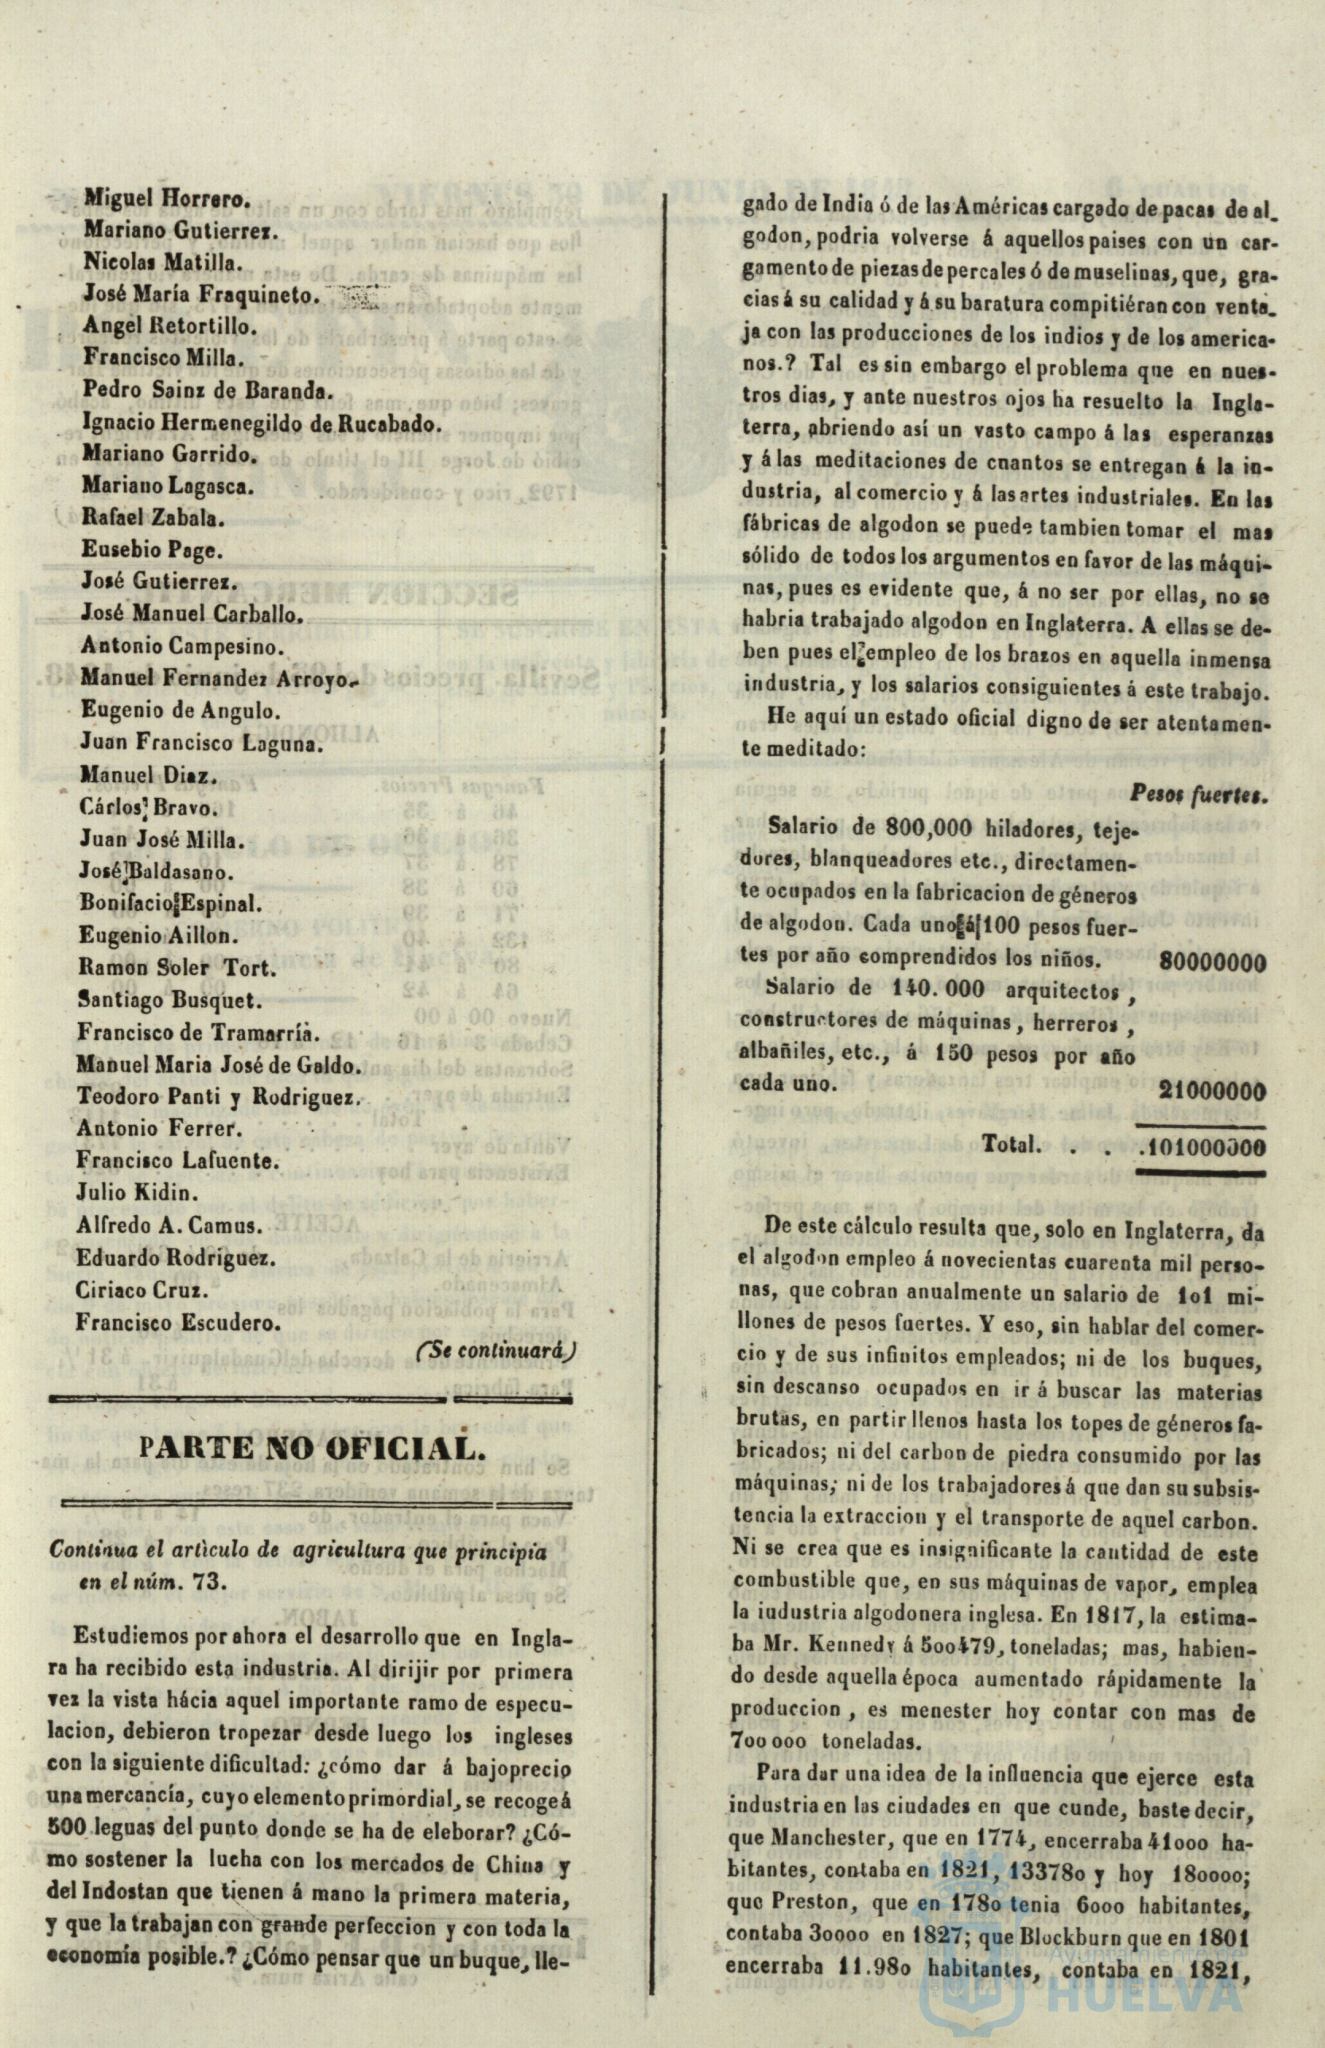 Miguel Horrero.
Mariano Gutierrez.
Nicolas Matilla.
José María Fraquineto.
Angel Retortillo.
Francisco Milla.
Pedro Sainz de Baranda.
Ignacio Hermenegildo de Rucabado.
Mariano Garrido.
Mariano Lagasca.
Rafael Zabala.
Eusebio Page.
José Gutierrez.
José Manuel Carballo.
Antonio Campesino.
Manuel Fernandez Arroyo.
Eugenio de Angulo.
Juan Francisco Laguna.
Manuel Diaz.
Cárlos Bravo.
Juan José Milla.
José Baldasano.
Bonifacio Espinal.
Eugenio Aillon.
Ramon Soler Tort.
Santiago Busquet.
Francisco de Tramarría.
Manuel Maria José de Galdo.
Teodoro Panti y Rodriguez.
Antonio Ferrer.
Francisco Lafuente.
Julio Kidin.
Alfredo A. Camus.
Eduardo Rodriguez.
Ciriaco Cruz.
Francisco Escudero.
(Se continuará)
PARTE NO OFICIAL.
Continua el artìculo de agricultura que principia
en el núm. 73.
Estudiemos por ahora el desarrollo que en Ingla-
ra ha recibido esta industria. Al dirijir por primera
vez la vista hácia aquel importante ramo de especu-
lacion, debieron tropezar desde luego los ingleses
con la siguiente dificultad: ¿cómo dar á bajoprecio
una mercancía, cuyo elemento primordial, se recoge á
500 leguas del punto donde se ha de eleborar? ¿Có-
mo sostener la lucha con los mercados de China y
del Indostan que tienen á mano la primera materia,
y que la trabajan con grande perfeccion y con toda la
economía posible.? ¿Cómo pensar que un buque, lle-
gado de India ó de las Américas cargado de pacas de al-
godon, podria volverse á aquellos paises con un car-
gamento de piezas de percales ó de muselinas, que, gra-
cias á su calidad y á su baratura compitiéran con venta-
ja con las producciones de los indios y de los america-
nos.? Tal es sin embargo el problema que en nues-
tros dias, y ante nuestros ojos ha resuelto la Ingla-
terra, abriendo así un vasto campo á las esperanzas
y á las meditaciones de cuantos se entregan á la in-
dustria, al comercio y á las artes industriales. En las
fábricas de algodon se puede tambien tomar el mas
sólido de todos los argumentos en favor de las máqui-
nas, pues es evidente que, á no ser por ellas, no se
habria trabajado algodon en Inglaterra. A ellas se de-
ben pues el empleo de los brazos en aquella inmensa
industria, y los salarios consiguientes á este trabajo.
He aquí un estado oficial digno de ser atentamen-
te meditado:
Pesos fuertes.
Salario de 800,000 hiladores, teje-
dores, blanqueadores etc., directamen-
te ocupados en la fabricacion de géneros
de algodon. Cada uno á 100 pesos fuer-
tes por año comprendidos los niños. 80000000
Salario de 140.000 arquitectos,
constructores de máquinas, herreros,
albañiles, etc., á 150 pesos por año
cada uno. 21000000
Total. . . .101000000
De este cálculo resulta que, solo en Inglaterra, da
el algodon empleo á novecientas cuarenta mil perso-
nas, que cobran anualmente un salario de 1o1 mi-
llones de pesos fuertes. Y eso, sin hablar del comer-
cio y de sus infinitos empleados; ni de los buques,
sin descanso ocupados en ir á buscar las materias
brutas, en partir llenos hasta los topes de géneros fa-
bricados; ni del carbon de piedra consumido por las
máquinas; ni de los trabajadores á que dan su subsis-
tencia la extraccion y el transporte de aquel carbon.
Ni se crea que es insignificante la cantidad de este
combustible que, en sus máquinas de vapor, emplea
la iudustria algodonera inglesa. En 1817, la estima-
ba Mr. Kennedy á 5oo479, toneladas; mas, habien-
do desde aquella época aumentado rápidamente la
produccion, es menester hoy contar con mas de
7oo ooo toneladas.
Para dar una idea de la influencia que ejerce esta
industria en las ciudades en que cunde, baste decir,
que Manchester, que en 1774, encerraba 41ooo ha-
bitantes, contaba en 1821, 13378o y hoy 18oooo;
que Preston, que en 178o tenia 6ooo habitantes,
contaba 3oooo en 1827; que Blockburn que en 1801
encerraba 11.98o habitantes, contaba en 1821,
Ayuntamiento de
HUELVA